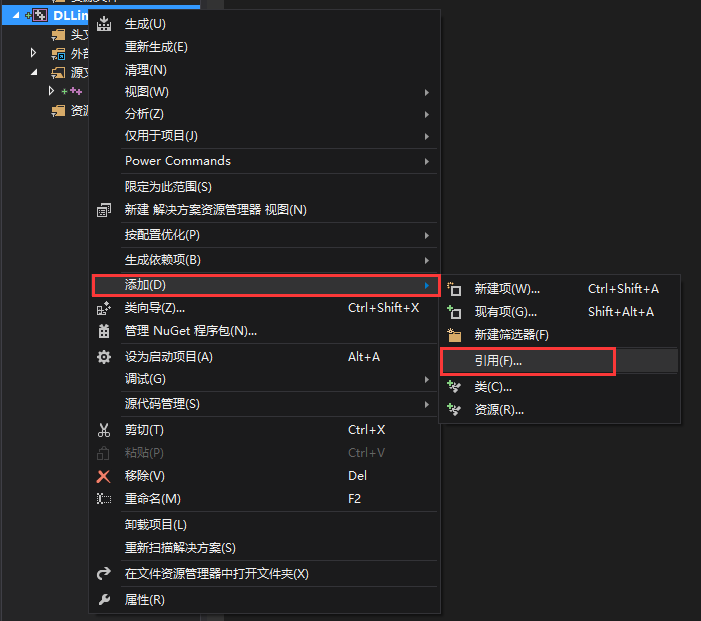 DLLin
头文
外部
源文
资源
生成(U)
重新生成(E)
清理(N)
视图(W)
分析(Z)
仅用于项目(J)
Power Commands
限定为此范围(S)
新建 解决方案资源管理器 视图(N)
按配置优化(P)
生成依赖项(B)
添加(D)
类向导(Z)... Ctrl+Shift+X
管理 NuGet 程序包(N)...
设为启动项目(A) Alt+A
调试(G)
源代码管理(S)
剪切(T) Ctrl+X
粘贴(P) Ctrl+V
移除(V) Del
重命名(M) F2
卸载项目(L)
重新扫描解决方案(S)
在文件资源管理器中打开文件夹(X)
属性(R)
新建项(W)... Ctrl+Shift+A
现有项(G)... Shift+Alt+A
新建筛选器(F)
引用(F)...
类(C)...
资源(R)...